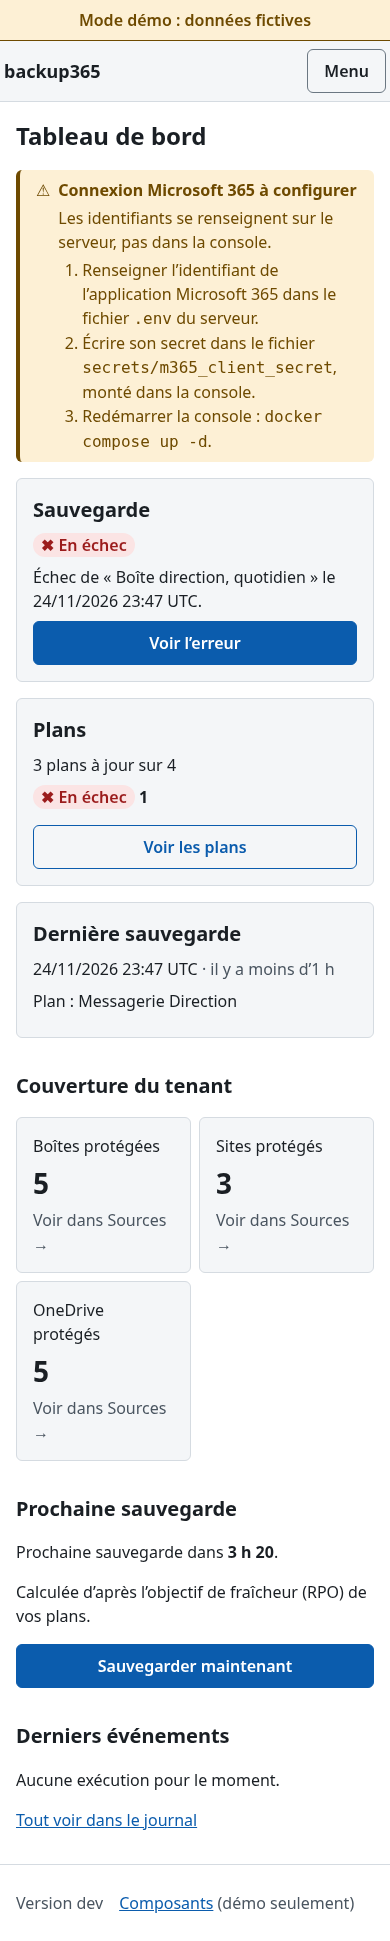 Mode démo : données fictives
backup365
Menu
Tableau de bord
⚠ Connexion Microsoft 365 à configurer
Les identifiants se renseignent sur le
serveur, pas dans la console.
1. Renseigner l’identifiant de
l’application Microsoft 365 dans le
fichier .env du serveur.
2. Écrire son secret dans le fichier
secrets/m365_client_secret,
monté dans la console.
3. Redémarrer la console : docker
compose up -d.
Sauvegarde
✖ En échec
Échec de « Boîte direction, quotidien » le
24/11/2026 23:47 UTC.
Voir l’erreur
Plans
3 plans à jour sur 4
✖ En échec 1
Voir les plans
Dernière sauvegarde
24/11/2026 23:47 UTC · il y a moins d’1 h
Plan : Messagerie Direction
Couverture du tenant
Boîtes protégées
5
Voir dans Sources
→
Sites protégés
3
Voir dans Sources
→
OneDrive
protégés
5
Voir dans Sources
→
Prochaine sauvegarde
Prochaine sauvegarde dans 3 h 20.
Calculée d’après l’objectif de fraîcheur (RPO) de
vos plans.
Sauvegarder maintenant
Derniers événements
Aucune exécution pour le moment.
Tout voir dans le journal
Version dev Composants (démo seulement)